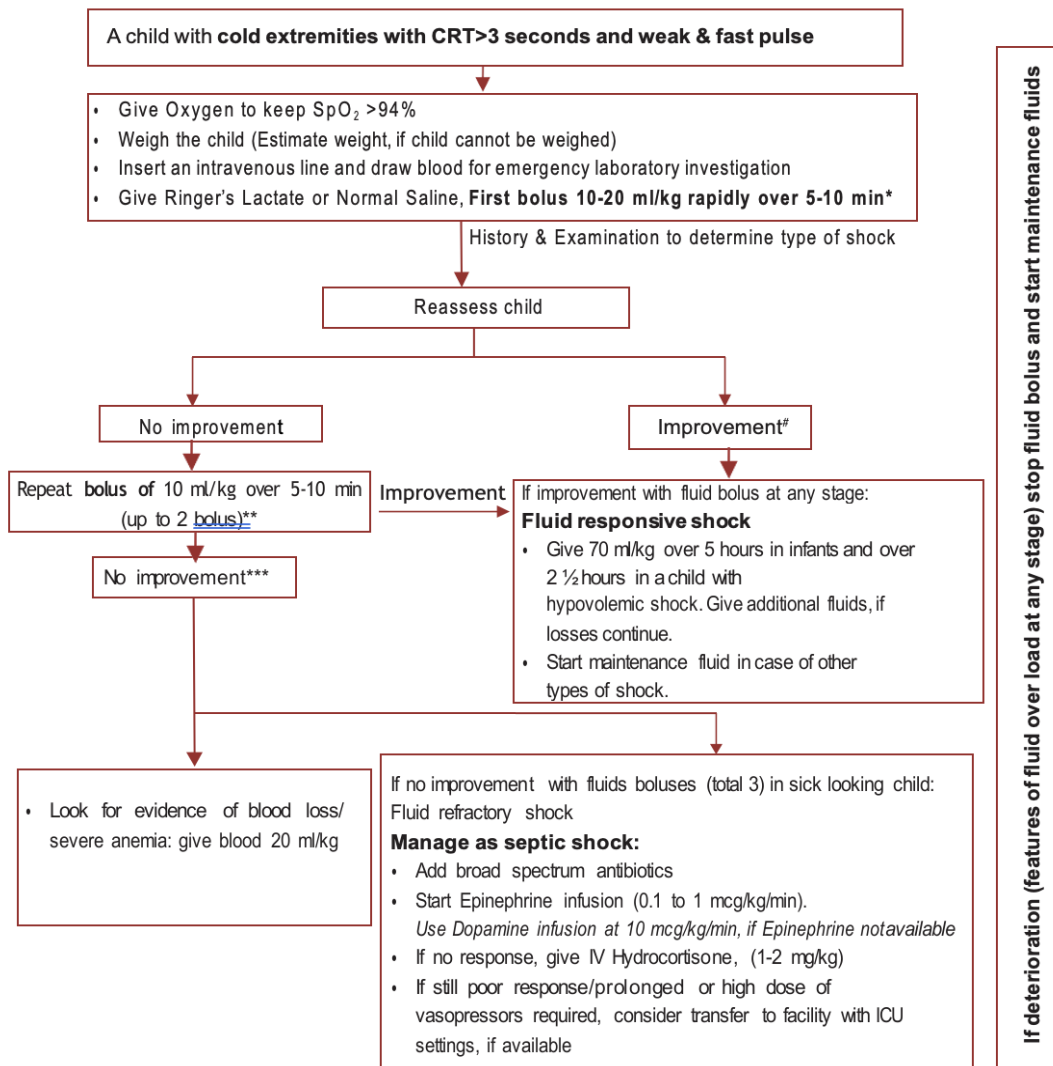 A child with cold extremities with CRT>3 seconds and weak & fast pulse
• Give Oxygen to keep SpO₂ >94%
• Weigh the child (Estimate weight, if child cannot be weighed)
• Insert an intravenous line and draw blood for emergency laboratory investigation
• Give Ringer's Lactate or Normal Saline, First bolus 10-20 ml/kg rapidly over 5-10 min*
History & Examination to determine type of shock
Reassess child
No improvement
Improvement#
Repeat bolus of 10 ml/kg over 5-10 min
(up to 2 bolus)**
Improvement
If improvement with fluid bolus at any stage:
Fluid responsive shock
• Give 70 ml/kg over 5 hours in infants and over
2 ½ hours in a child with
hypovolemic shock. Give additional fluids, if
losses continue.
• Start maintenance fluid in case of other
types of shock.
No improvement***
• Look for evidence of blood loss/
severe anemia: give blood 20 ml/kg
If no improvement with fluids boluses (total 3) in sick looking child:
Fluid refractory shock
Manage as septic shock:
• Add broad spectrum antibiotics
• Start Epinephrine infusion (0.1 to 1 mcg/kg/min).
Use Dopamine infusion at 10 mcg/kg/min, if Epinephrine notavailable
• If no response, give IV Hydrocortisone, (1-2 mg/kg)
• If still poor response/prolonged or high dose of
vasopressors required, consider transfer to facility with ICU
settings, if available
If deterioration (features of fluid over load at any stage) stop fluid bolus and start maintenance fluids